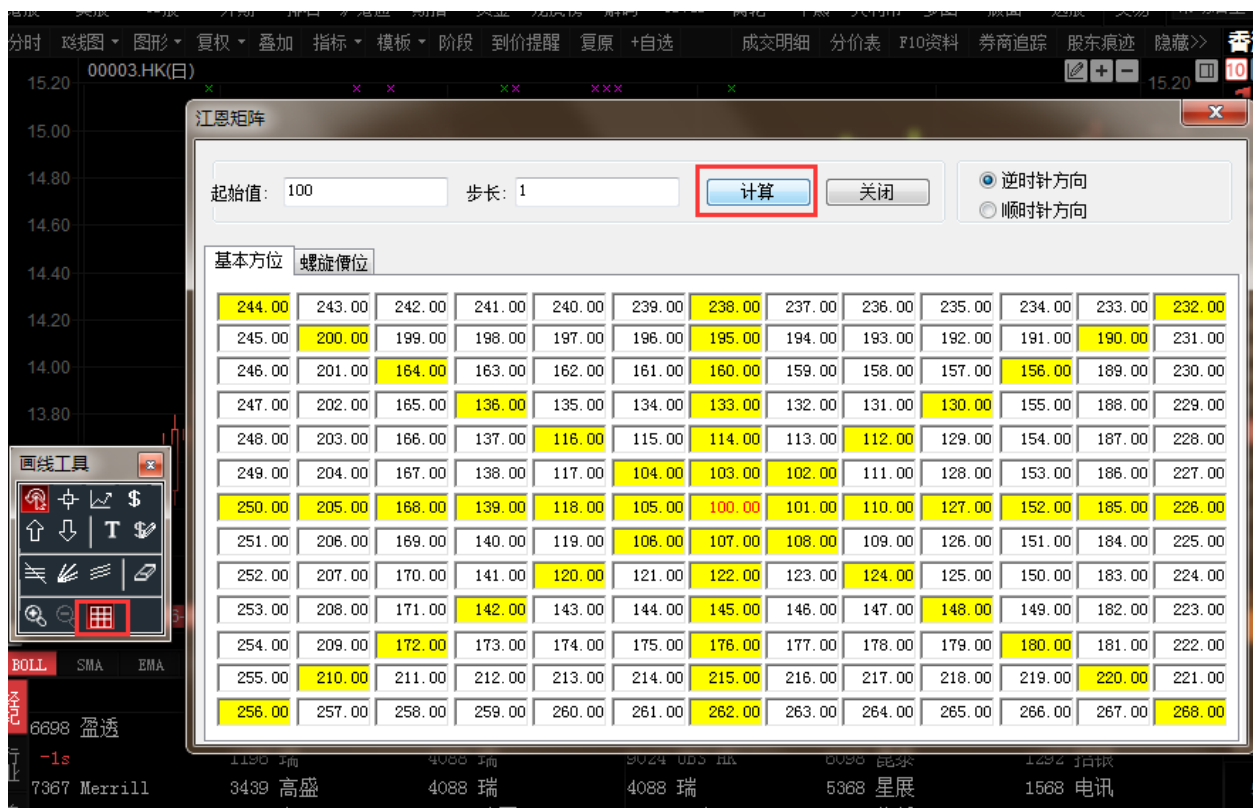 分时 K线图 图形 复权 叠加 指标 模板 阶段 到价提醒 复原 +自选 成交明细 分价表 F10资料 券商追踪 股东痕迹 隐藏>> 香
00003.HK(日)
15.20 15.20 10
江恩矩阵
15.00
14.80
起始值: 100 步长: 1 计算 关闭 逆时针方向
顺时针方向
14.60
基本方位 螺旋價位
14.40
244.00 243.00 242.00 241.00 240.00 239.00 238.00 237.00 236.00 235.00 234.00 233.00 232.00
14.20
245.00 200.00 199.00 198.00 197.00 196.00 195.00 194.00 193.00 192.00 191.00 190.00 231.00
14.00
246.00 201.00 164.00 163.00 162.00 161.00 160.00 159.00 158.00 157.00 156.00 189.00 230.00
13.80
247.00 202.00 165.00 136.00 135.00 134.00 133.00 132.00 131.00 130.00 155.00 188.00 229.00
248.00 203.00 166.00 137.00 116.00 115.00 114.00 113.00 112.00 129.00 154.00 187.00 228.00
画线工具
249.00 204.00 167.00 138.00 117.00 104.00 103.00 102.00 111.00 128.00 153.00 186.00 227.00
250.00 205.00 168.00 139.00 118.00 105.00 100.00 101.00 110.00 127.00 152.00 185.00 226.00
T
251.00 206.00 169.00 140.00 119.00 106.00 107.00 108.00 109.00 126.00 151.00 184.00 225.00
252.00 207.00 170.00 141.00 120.00 121.00 122.00 123.00 124.00 125.00 150.00 183.00 224.00
253.00 208.00 171.00 142.00 143.00 144.00 145.00 146.00 147.00 148.00 149.00 182.00 223.00
254.00 209.00 172.00 173.00 174.00 175.00 176.00 177.00 178.00 179.00 180.00 181.00 222.00
BOLL SMA EMA
255.00 210.00 211.00 212.00 213.00 214.00 215.00 216.00 217.00 218.00 219.00 220.00 221.00
256.00 257.00 258.00 259.00 260.00 261.00 262.00 263.00 264.00 265.00 266.00 267.00 268.00
6698 盈透
-1s
7367 Merrill 3439 高盛 4088 瑞 4088 瑞 5368 星展 1568 电讯